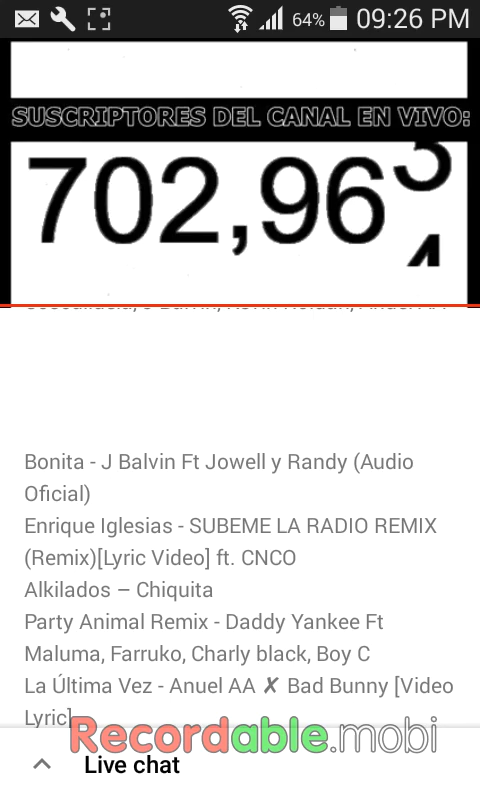 64% 09:26 PM
SUSCRIPTORES DEL CANAL EN VIVO:
702,96
Bonita - J Balvin Ft Jowell y Randy (Audio
Oficial)
Enrique Iglesias - SUBEME LA RADIO REMIX
(Remix)[Lyric Video] ft. CNCO
Alkilados – Chiquita
Party Animal Remix - Daddy Yankee Ft
Maluma, Farruko, Charly black, Boy C
La Última Vez - Anuel AA ✘ Bad Bunny [Video
Lyric]
Recordable.mobi
Live chat